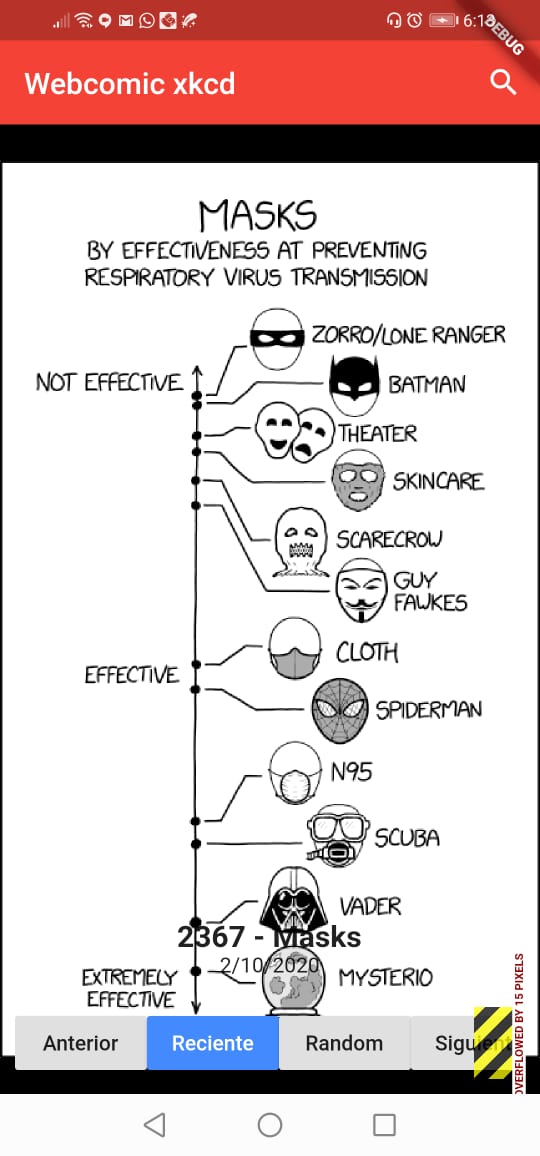 6:13
DEBUG
Webcomic xkcd
MASKS
BY EFFECTIVENESS AT PREVENTING
RESPIRATORY VIRUS TRANSMISSION
ZORRO/LONE RANGER
NOT EFFECTIVE
BATMAN
THEATER
SKINCARE
SCARECROW
GUY
FAWKES
CLOTH
EFFECTIVE
SPIDERMAN
N95
SCUBA
VADER
2367 - Masks
2/10/2020
EXTREMELY
EFFECTIVE
MYSTERIO
Anterior
Reciente
Random
Siguient
OVERFLOWED BY 15 PIXELS